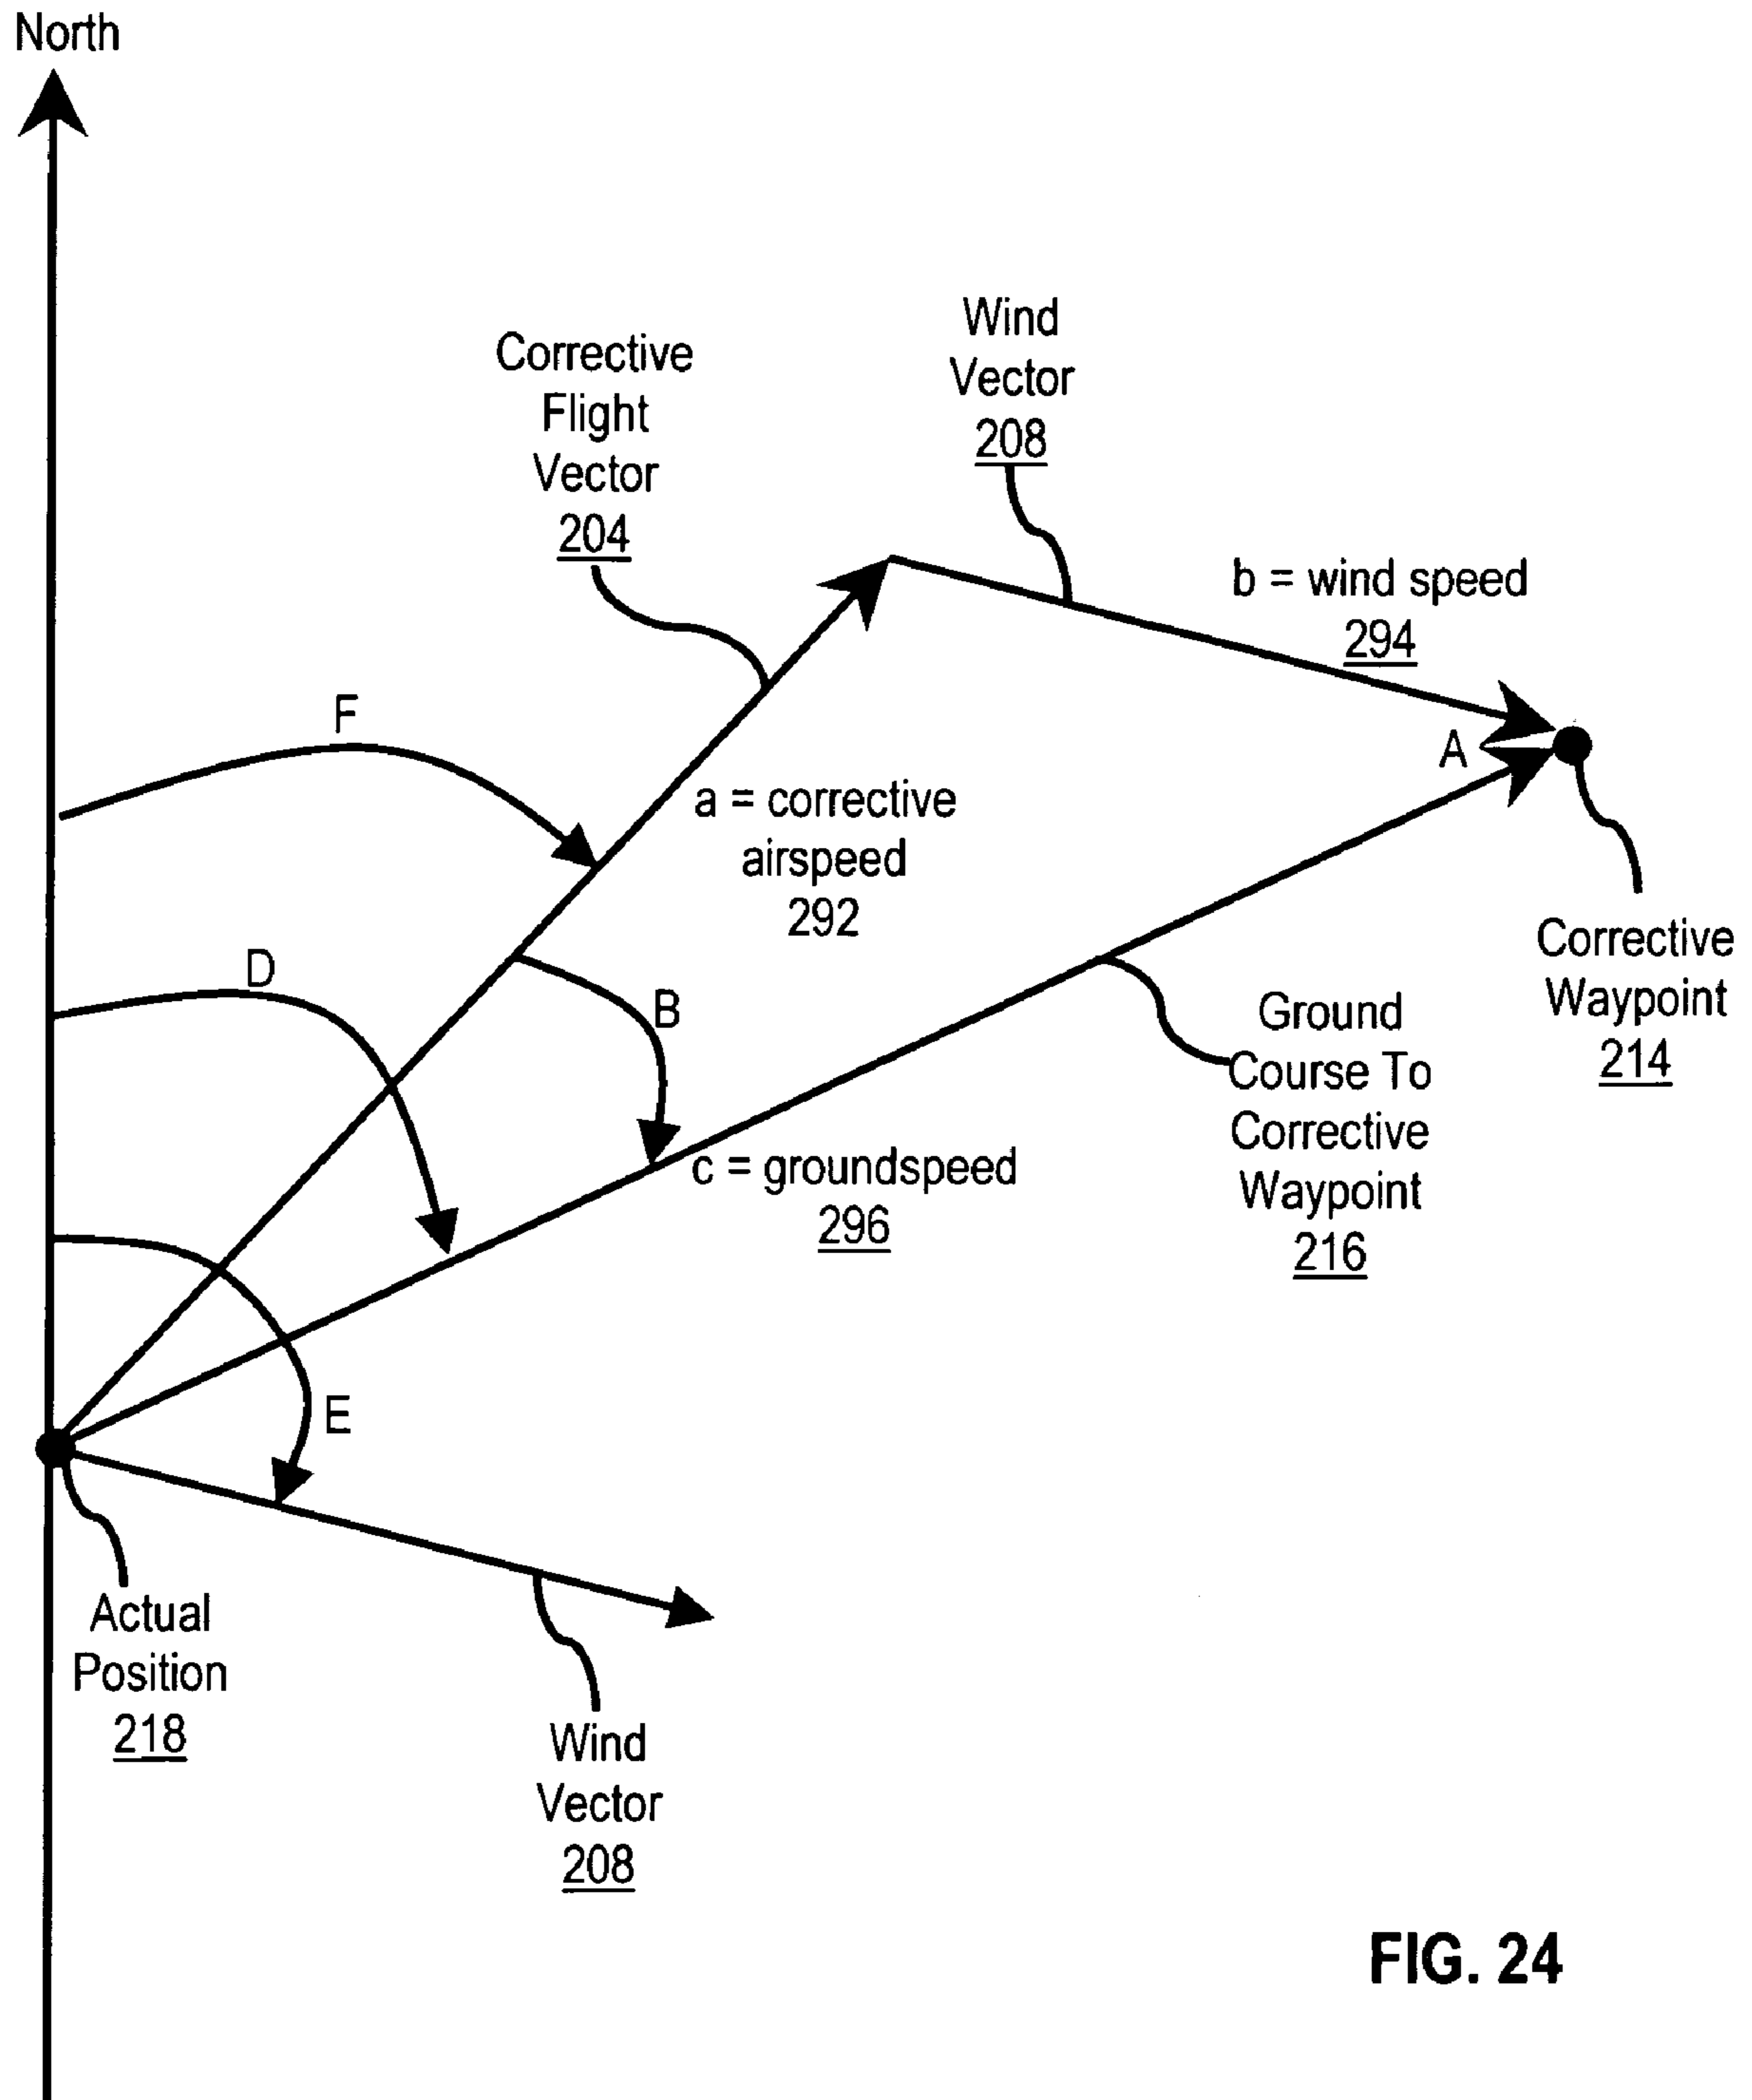 North
Corrective
Flight
Vector
204
Wind
Vector
208
b = wind speed
294
F
A
a = corrective
airspeed
292
Corrective
Waypoint
214
D
B
Ground
Course To
Corrective
Waypoint
216
c = groundspeed
296
E
Actual
Position
218
Wind
Vector
208
FIG. 24